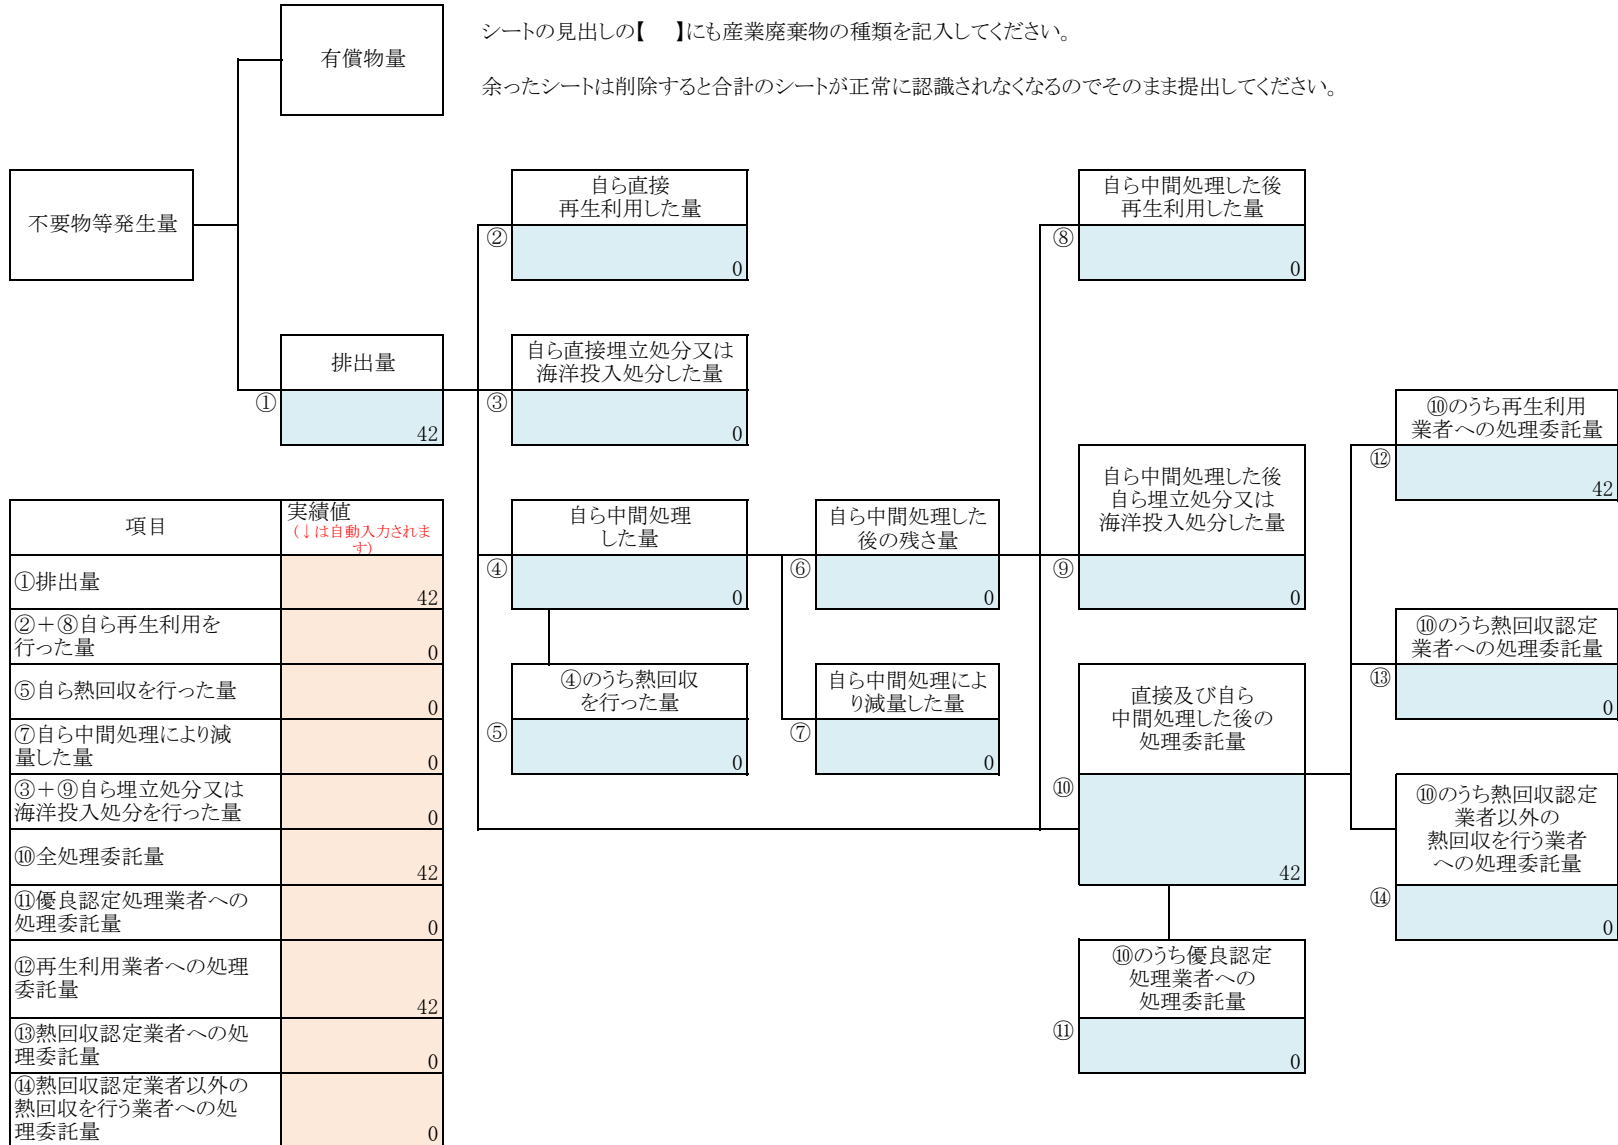 シートの見出しの【　】にも産業廃棄物の種類を記入してください。
有償物量
余ったシートは削除すると合計のシートが正常に認識されなくなるのでそのまま提出してください。
不要物等発生量
自ら直接
再生利用した量
②
0
自ら中間処理した後
再生利用した量
⑧
0
排出量
①
42
自ら直接埋立処分又は
海洋投入処分した量
③
0
⑩のうち再生利用
業者への処理委託量
⑫
42
自ら中間処理
した量
④
0
自ら中間処理した
後の残さ量
⑥
0
自ら中間処理した後
自ら埋立処分又は
海洋投入処分した量
⑨
0
⑩のうち熱回収認定
業者への処理委託量
⑬
0
④のうち熱回収
を行った量
⑤
0
自ら中間処理によ
り減量した量
⑦
0
直接及び自ら
中間処理した後の
処理委託量
⑩
42
⑩のうち熱回収認定
業者以外の
熱回収を行う業者
への処理委託量
⑭
0
⑩のうち優良認定
処理業者への
処理委託量
⑪
0
項目
実績値
（↓は自動入力されま
す）
①排出量
42
②＋⑧自ら再生利用を
行った量
0
⑤自ら熱回収を行った量
0
⑦自ら中間処理により減
量した量
0
③＋⑨自ら埋立処分又は
海洋投入処分を行った量
0
⑩全処理委託量
42
⑪優良認定処理業者への
処理委託量
0
⑫再生利用業者への処理
委託量
42
⑬熱回収認定業者への処
理委託量
0
⑭熱回収認定業者以外の
熱回収を行う業者への処
理委託量
0